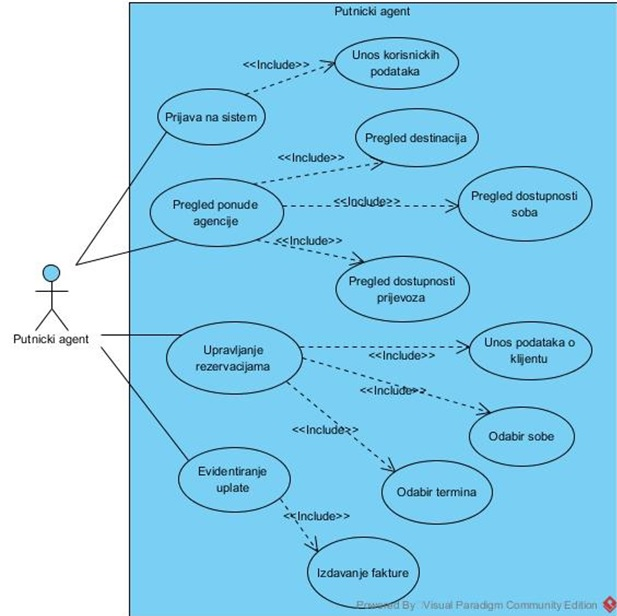 Putnicki agent
<<Include>>
Unos korisnickih
podataka
Prijava na sistem
<<Include>>
Pregled destinacija
Pregled ponude
agencije
<<Include>>
Pregled dostupnosti
soba
<<Include>>
Pregled dostupnosti
prijevoza
Putnicki agent
Upravljanje
rezervacijama
<<Include>>
Unos podataka o
klijentu
<<Include>>
Odabir sobe
<<Include>>
Odabir termina
Evidentiranje
uplate
<<Include>>
Izdavanje fakture
Powered By Visual Paradigm Community Edition